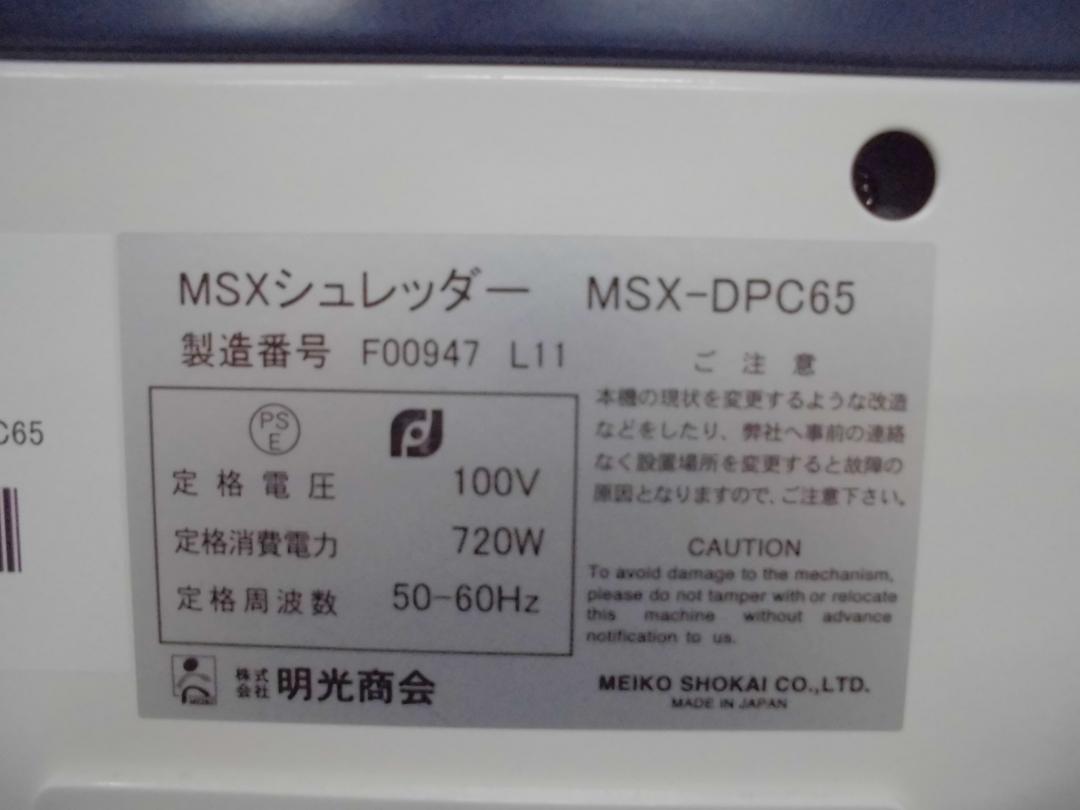 MSXシュレッダー MSX-DPC65
製造番号 F00947 L11
PS
E
定格電圧 100V
定格消費電力 720W
定格周波数 50-60Hz
株式
会社 明光商会
ご注意
本機の現状を変更するような改造
などをしたり、弊社へ事前の連絡
なく設置場所を変更すると故障の
原因となりますので、ご注意下さい。
CAUTION
To avoid damage to the mechanism,
please do not tamper with or relocate
this machine without advance
notification to us.
MEIKO SHOKAI CO.,LTD.
MADE IN JAPAN
C65